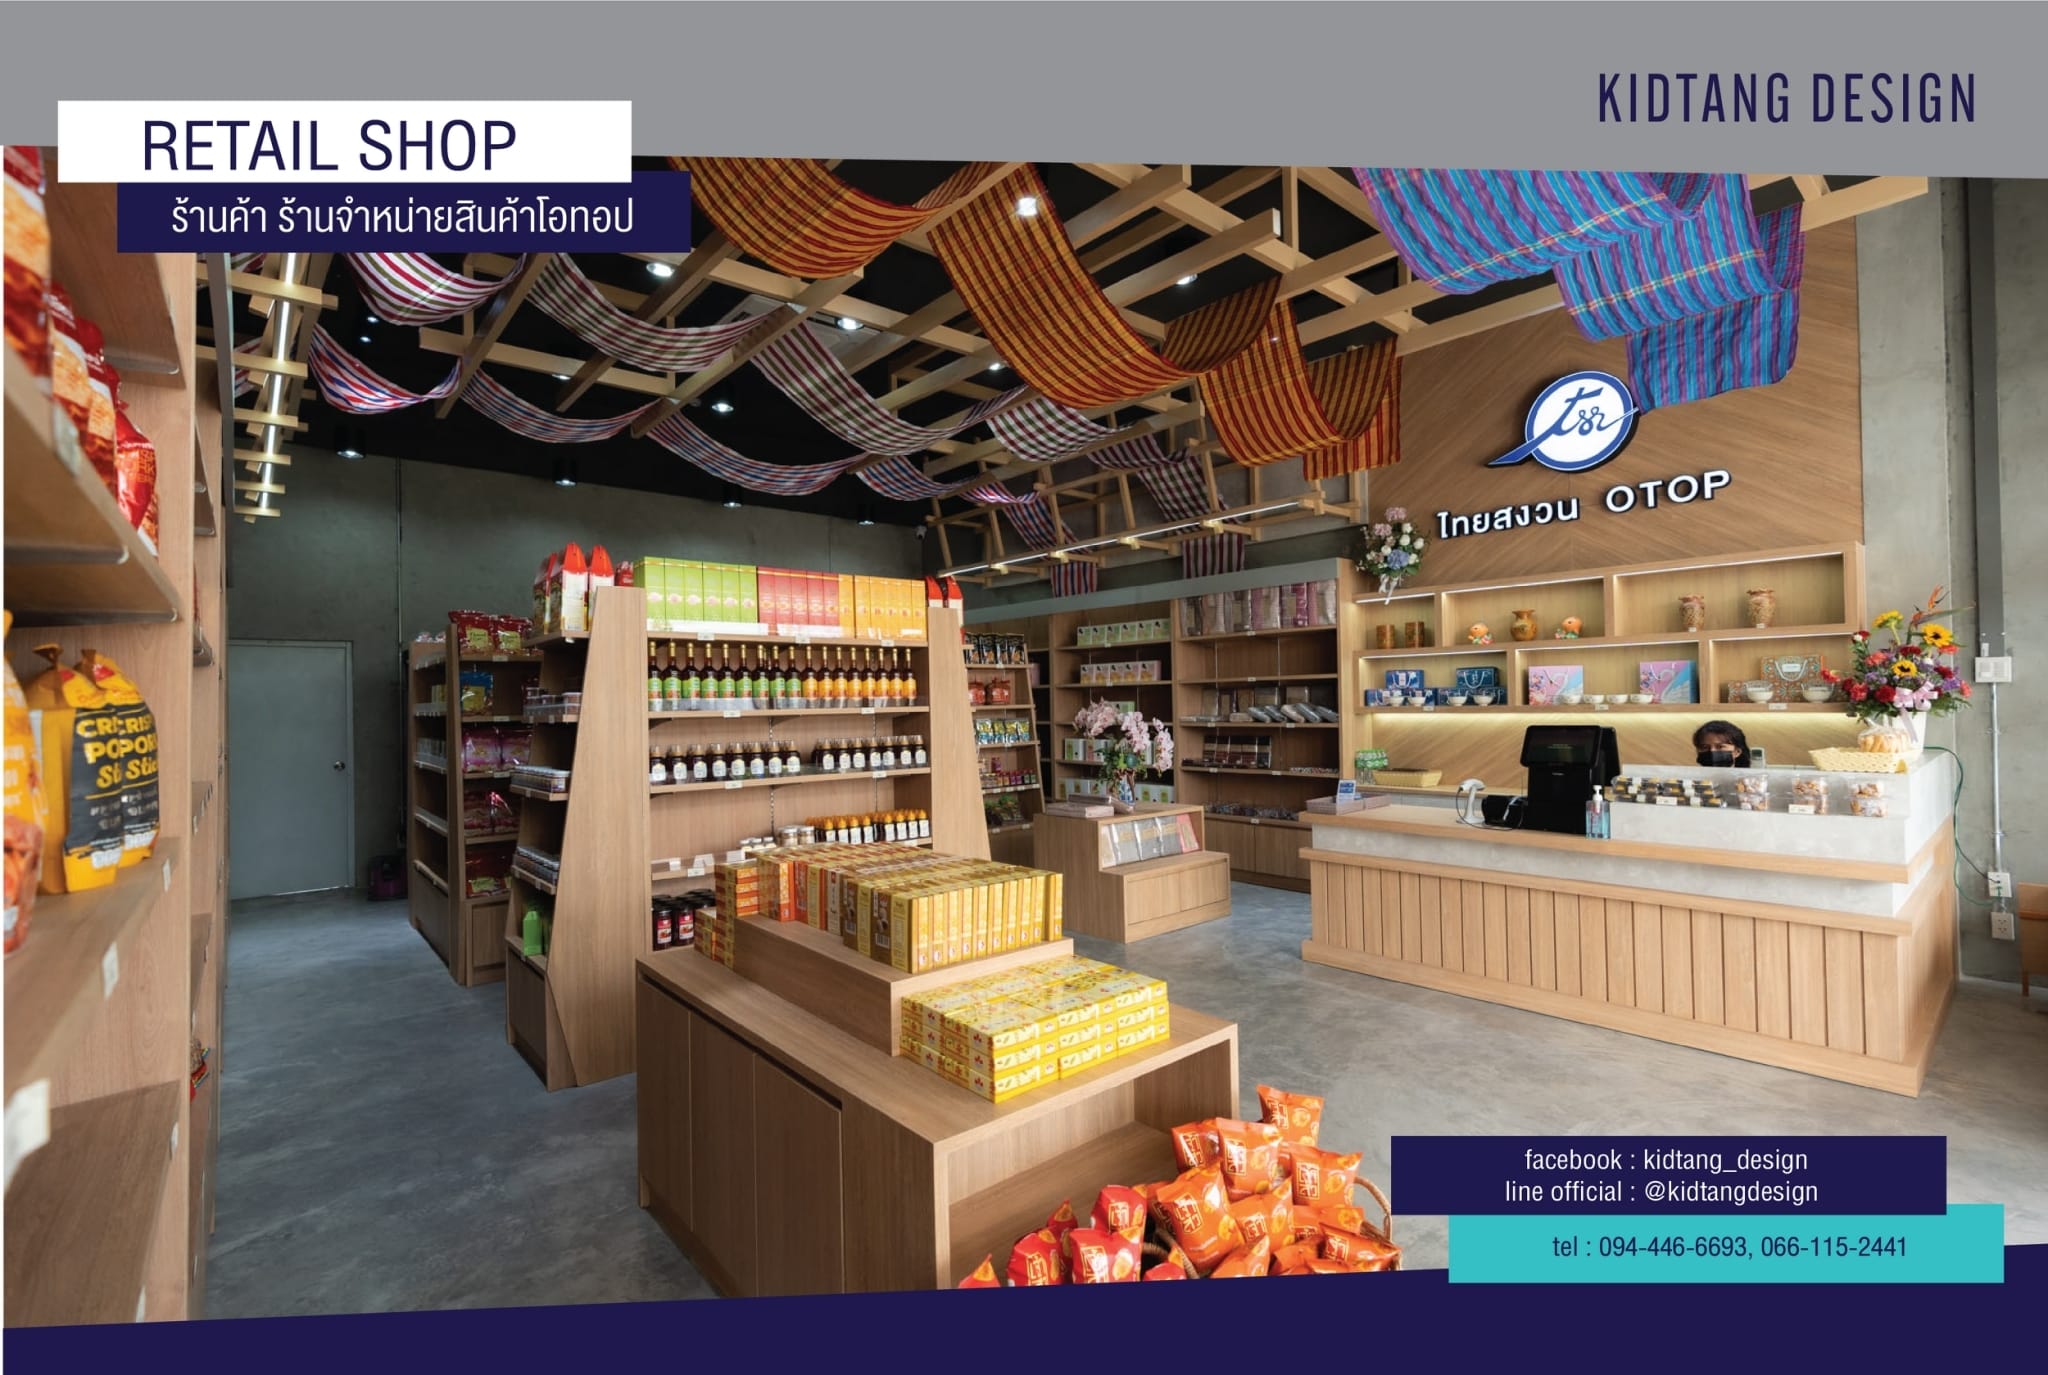 KIDTANG DESIGN
RETAIL SHOP
ร้านค้า ร้านจำหน่ายสินค้าโอทอป
tsr
ไทยสงวน OTOP
facebook : kidtang_design
line official : @kidtangdesign
tel : 094-446-6693, 066-115-2441